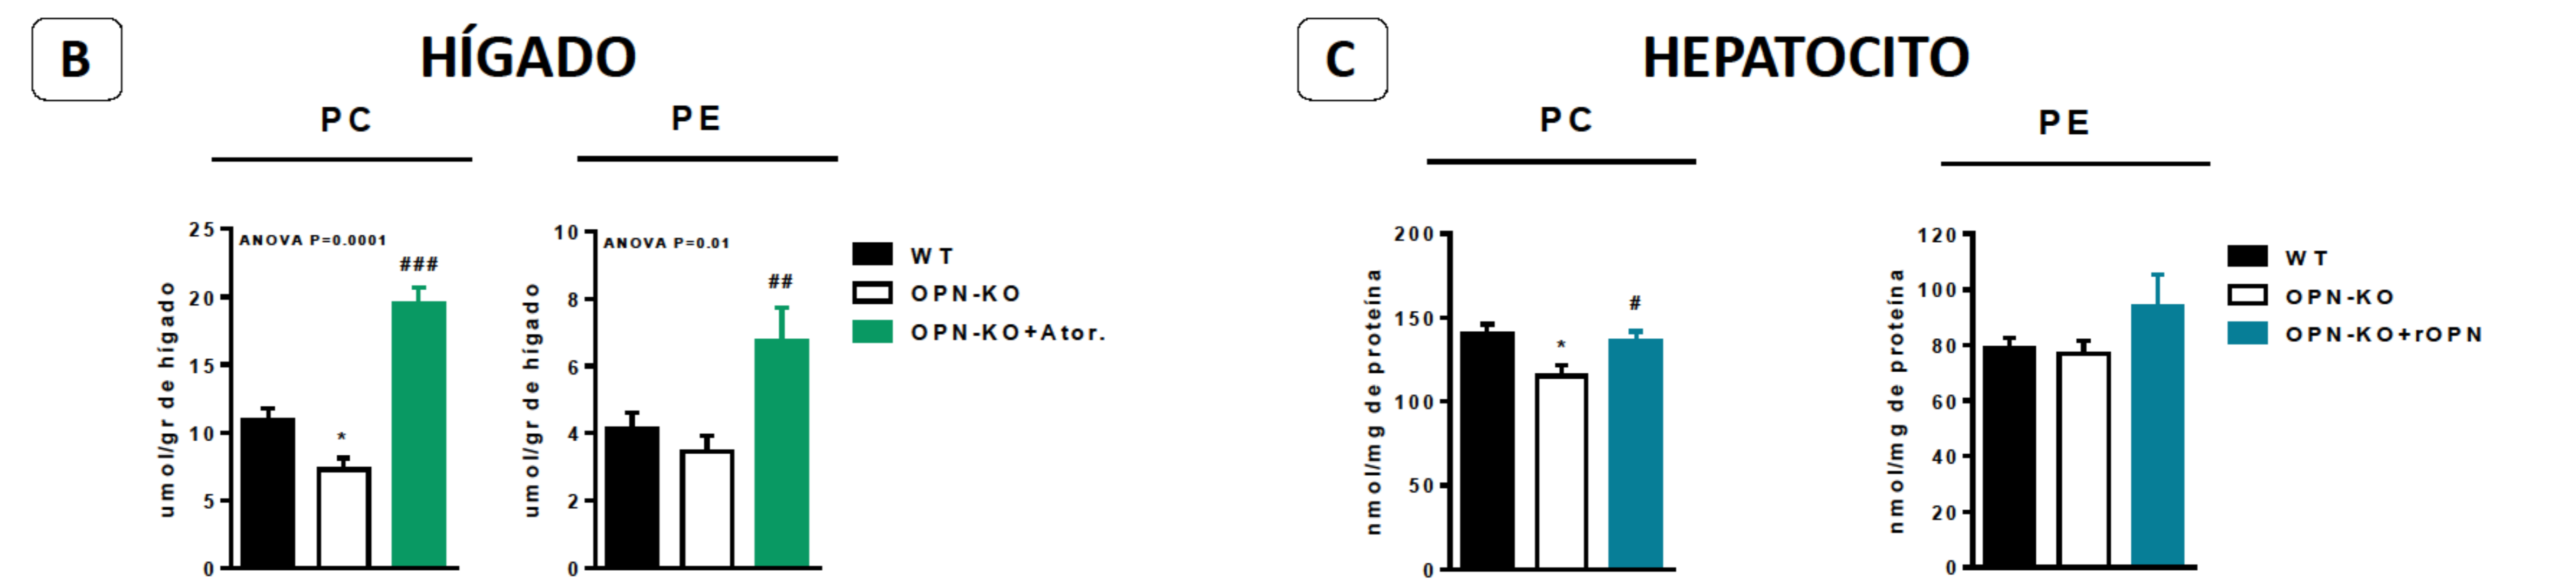 B
HÍGADO
PC
PE
25
20
15
10
5
0
umol/gr de hígado
ANOVA P=0.0001
*
###
10
8
6
4
2
0
umol/gr de hígado
ANOVA P=0.01
##
WT
OPN-KO
OPN-KO+Ator.
C
HEPATOCITO
PC
PE
200
150
100
50
0
nmol/mg de proteína
*
#
120
100
80
60
40
20
0
nmol/mg de proteína
WT
OPN-KO
OPN-KO+rOPN